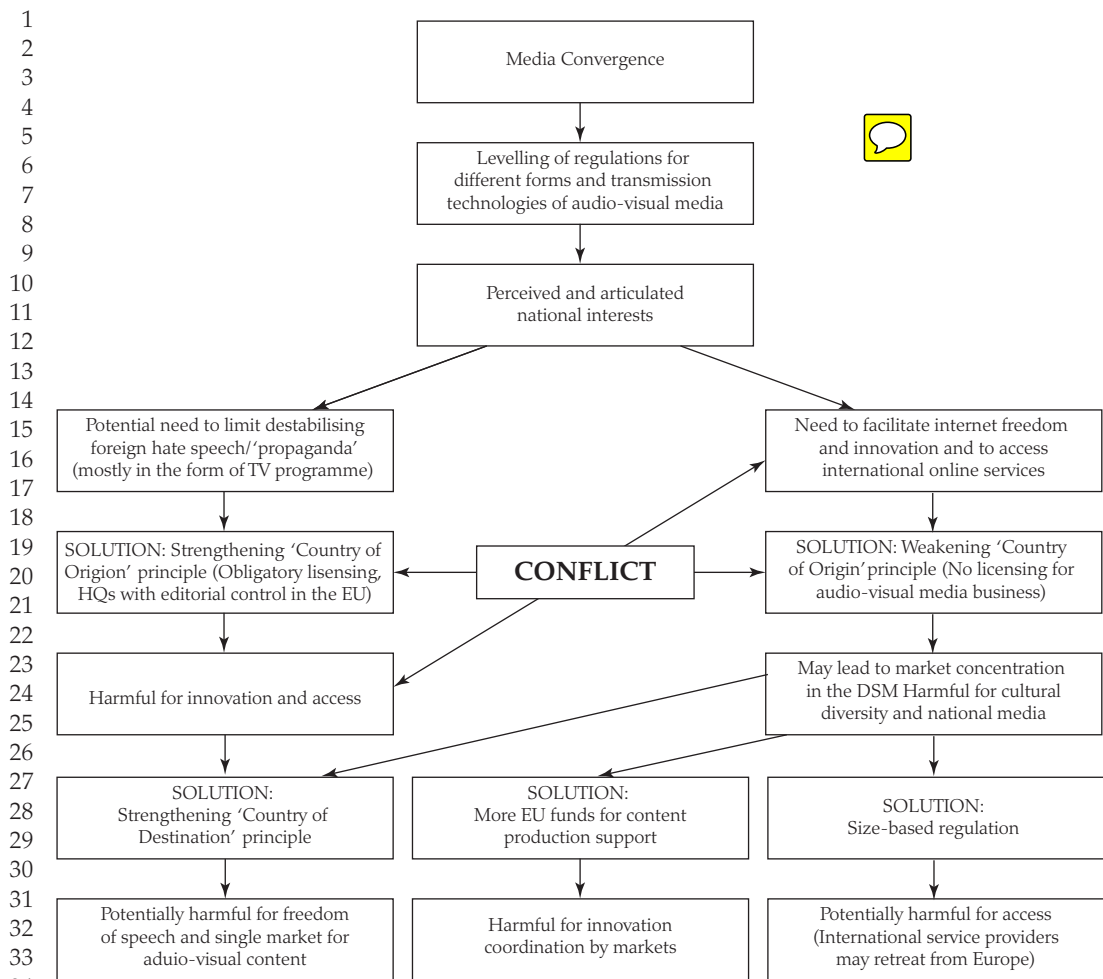 1
2
3
4
5
6
7
8
9
10
11
12
13
14
15
16
17
18
19
20
21
22
23
24
25
26
27
28
29
30
31
32
33
Media Convergence
Levelling of regulations for
different forms and transmission
technologies of audio-visual media
Perceived and articulated
national interests
Potential need to limit destabilising
foreign hate speech/‘propaganda’
(mostly in the form of TV programme)
Need to facilitate internet freedom
and innovation and to access
international online services
SOLUTION: Strengthening ‘Country of
Origion’ principle (Obligatory lisensing,
HQs with editorial control in the EU)
CONFLICT
SOLUTION: Weakening ‘Country
of Origin’ principle (No licensing for
audio-visual media business)
Harmful for innovation and access
May lead to market concentration
in the DSM Harmful for cultural
diversity and national media
SOLUTION:
Strengthening ‘Country of
Destination’ principle
SOLUTION:
More EU funds for content
production support
SOLUTION:
Size-based regulation
Potentially harmful for freedom
of speech and single market for
aduio-visual content
Harmful for innovation
coordination by markets
Potentially harmful for access
(International service providers
may retreat from Europe)